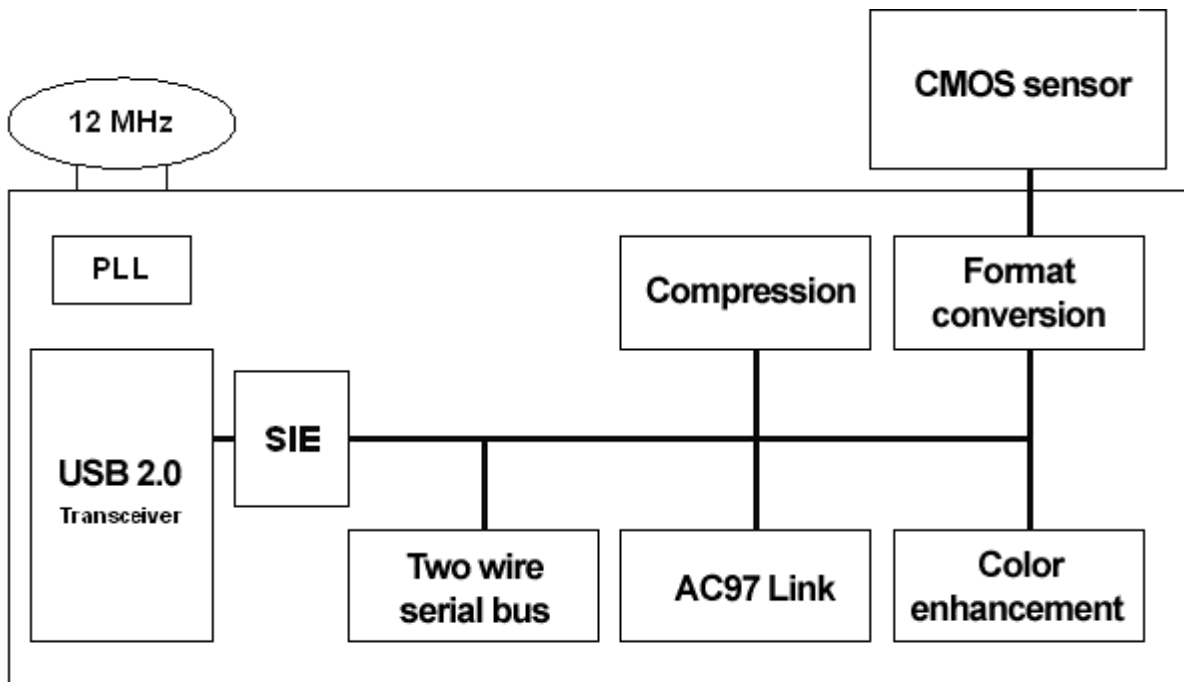 CMOS sensor
12 MHz
PLL
Compression
Format
conversion
USB 2.0
Transceiver
SIE
Two wire
serial bus
AC97 Link
Color
enhancement